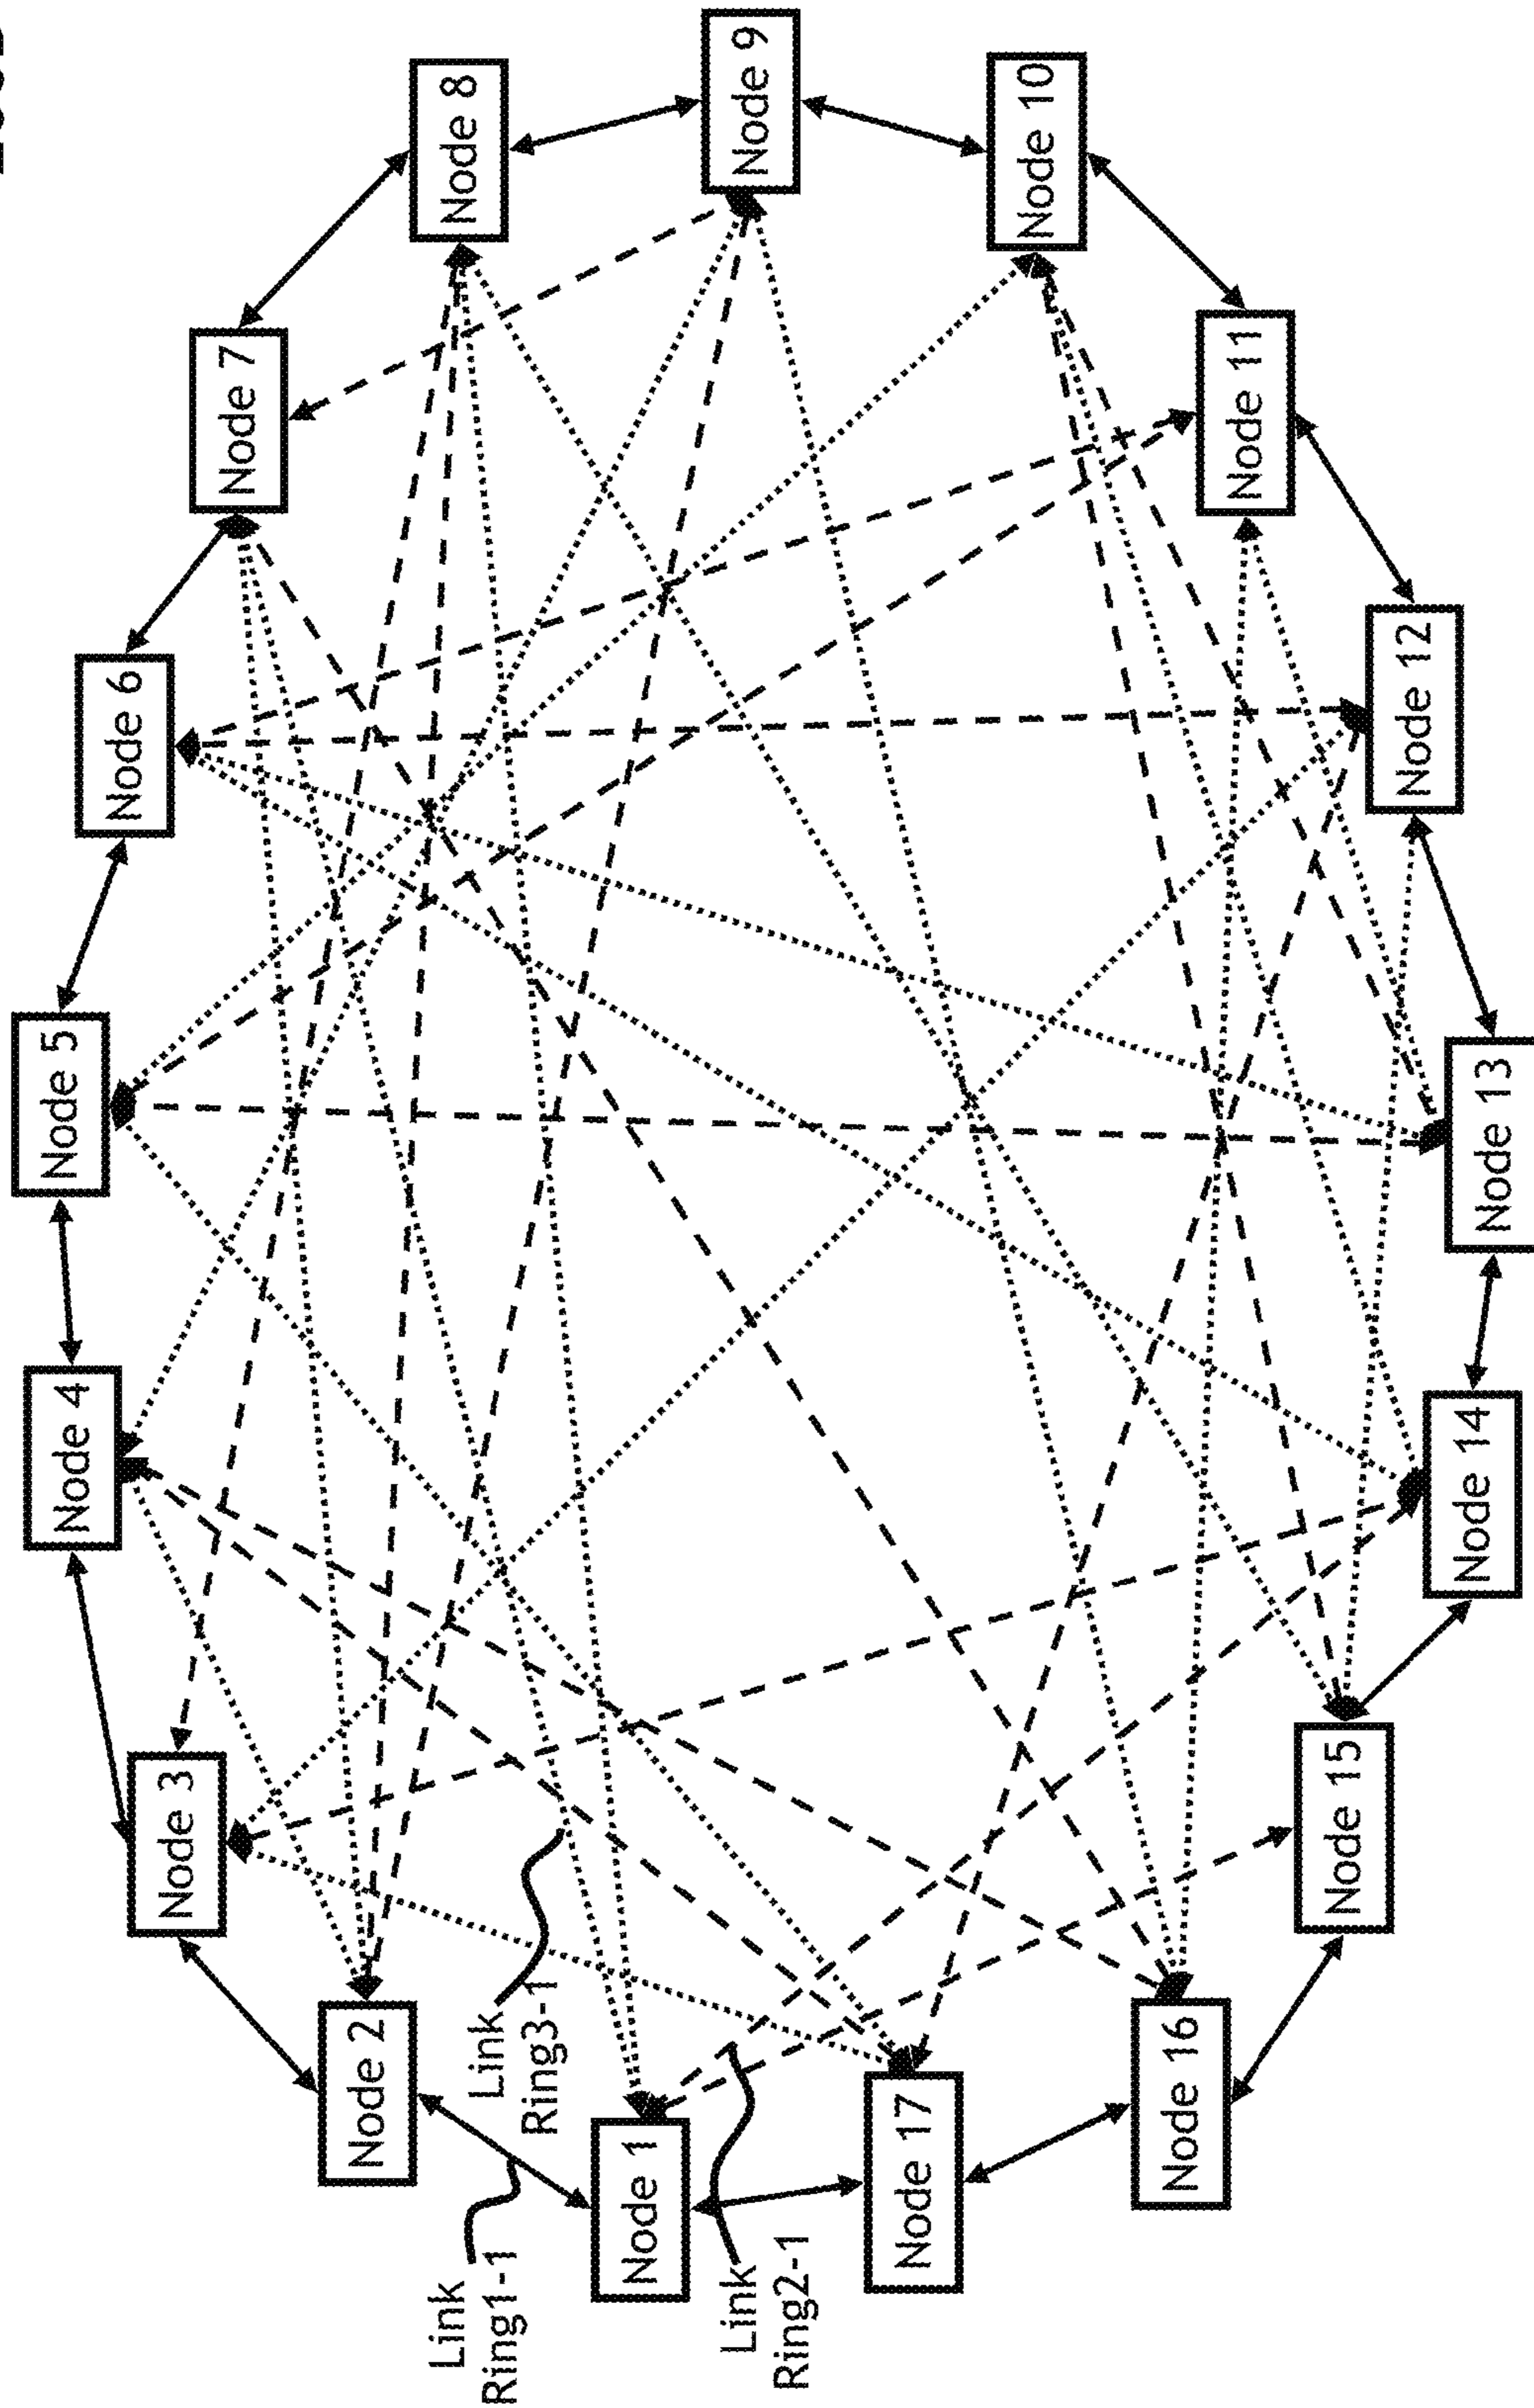 Node 5
Node 4
Node 6
Node 3
Node 7
Node 2
Node 8
Link
Ring1-1
Link
Ring3-1
Node 1
Node 9
Link
Ring2-1
Node 17
Node 10
Node 16
Node 11
Node 15
Node 12
Node 14
Node 13